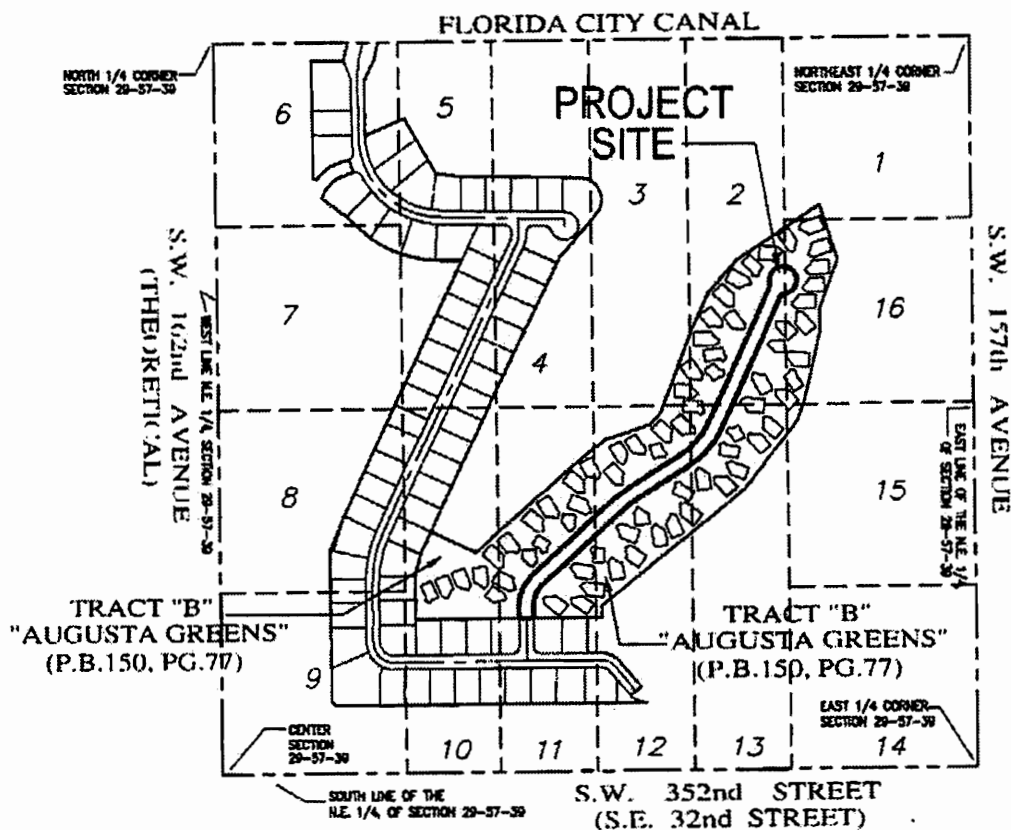 FLORIDA CITY CANAL
NORTH 1/4 CORNER
SECTION 29-57-39
NORTHEAST 1/4 CORNER
SECTION 29-57-39
6
5
PROJECT
SITE
3
2
1
S.W. 162nd AVENUE
(THEORETICAL)
WEST LINE N.E. 1/4, SECTION 29-57-39
7
4
16
S.W. 157th AVENUE
EAST LINE OF THE N.E. 1/4
OF SECTION 29-57-39
8
15
TRACT "B"
"AUGUSTA GREENS"
(P.B.150, PG.77)
TRACT "B"
"AUGUSTA GREENS"
(P.B.150, PG.77)
9
CENTER
SECTION
29-57-39
EAST 1/4 CORNER
SECTION 29-57-39
10
11
12
13
14
SOUTH LINE OF THE
N.E. 1/4, OF SECTION 29-57-39
S.W. 352nd STREET
(S.E. 32nd STREET)